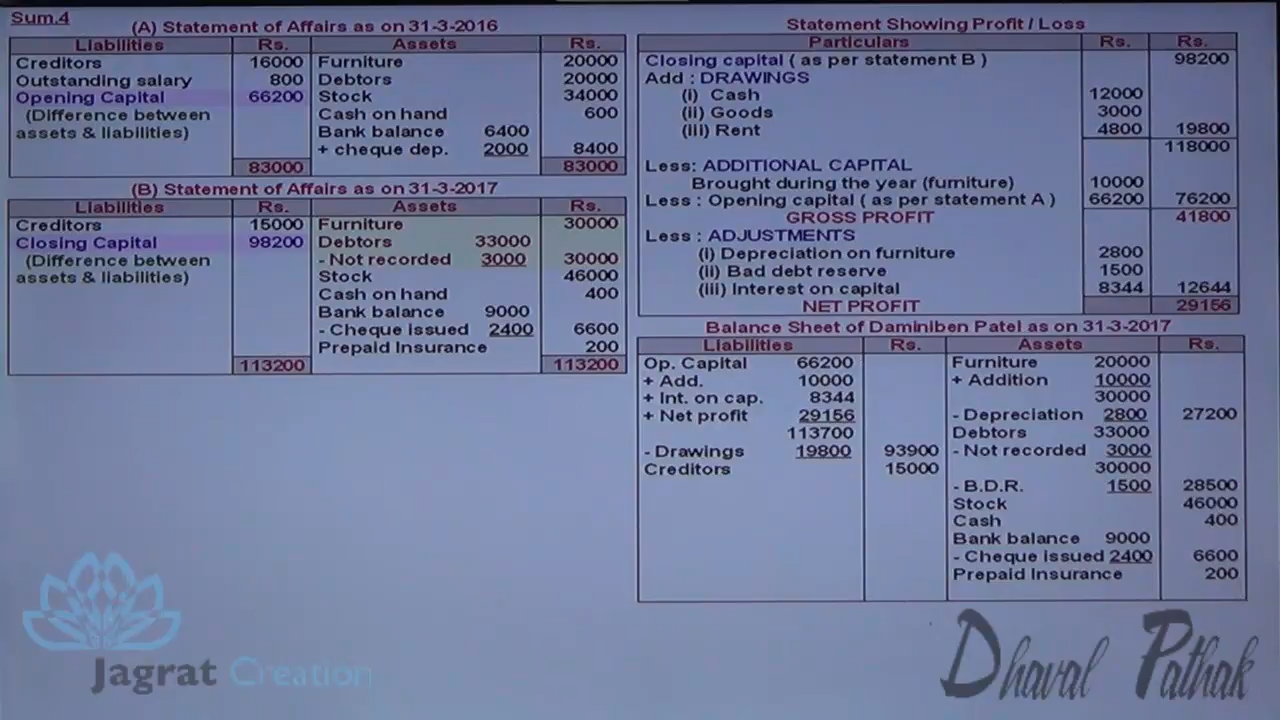 Sum.4
(A) Statement of Affairs as on 31-3-2016
Liabilities Rs. Assets Rs.
Creditors 16000 Furniture 20000
Outstanding salary 800 Debtors 20000
Opening Capital 66200 Stock 34000
(Difference between Cash on hand 600
assets & liabilities) Bank balance 6400
+ cheque dep. 2000 8400
83000 83000
(B) Statement of Affairs as on 31-3-2017
Liabilities Rs. Assets Rs.
Creditors 15000 Furniture 30000
Closing Capital 98200 Debtors 33000
(Difference between - Not recorded 3000 30000
assets & liabilities) Stock 46000
Cash on hand 400
Bank balance 9000
- Cheque issued 2400 6600
Prepaid Insurance 200
113200 113200
Statement Showing Profit / Loss
Particulars Rs. Rs.
Closing capital ( as per statement B ) 98200
Add : DRAWINGS
(i) Cash 12000
(ii) Goods 3000
(iii) Rent 4800 19800
118000
Less: ADDITIONAL CAPITAL
Brought during the year (furniture) 10000
Less : Opening capital ( as per statement A ) 66200 76200
GROSS PROFIT 41800
Less : ADJUSTMENTS
(i) Depreciation on furniture 2800
(ii) Bad debt reserve 1500
(iii) Interest on capital 8344 12644
NET PROFIT 29156
Balance Sheet of Daminiben Patel as on 31-3-2017
Liabilities Rs. Assets Rs.
Op. Capital 66200 Furniture 20000
+ Add. 10000 + Addition 10000
+ Int. on cap. 8344 30000
+ Net profit 29156 - Depreciation 2800 27200
113700 Debtors 33000
- Drawings 19800 93900 - Not recorded 3000
Creditors 15000 30000
- B.D.R. 1500 28500
Stock 46000
Cash 400
Bank balance 9000
- Cheque issued 2400 6600
Prepaid Insurance 200
Jagrat Creation
Dhaval Pathak